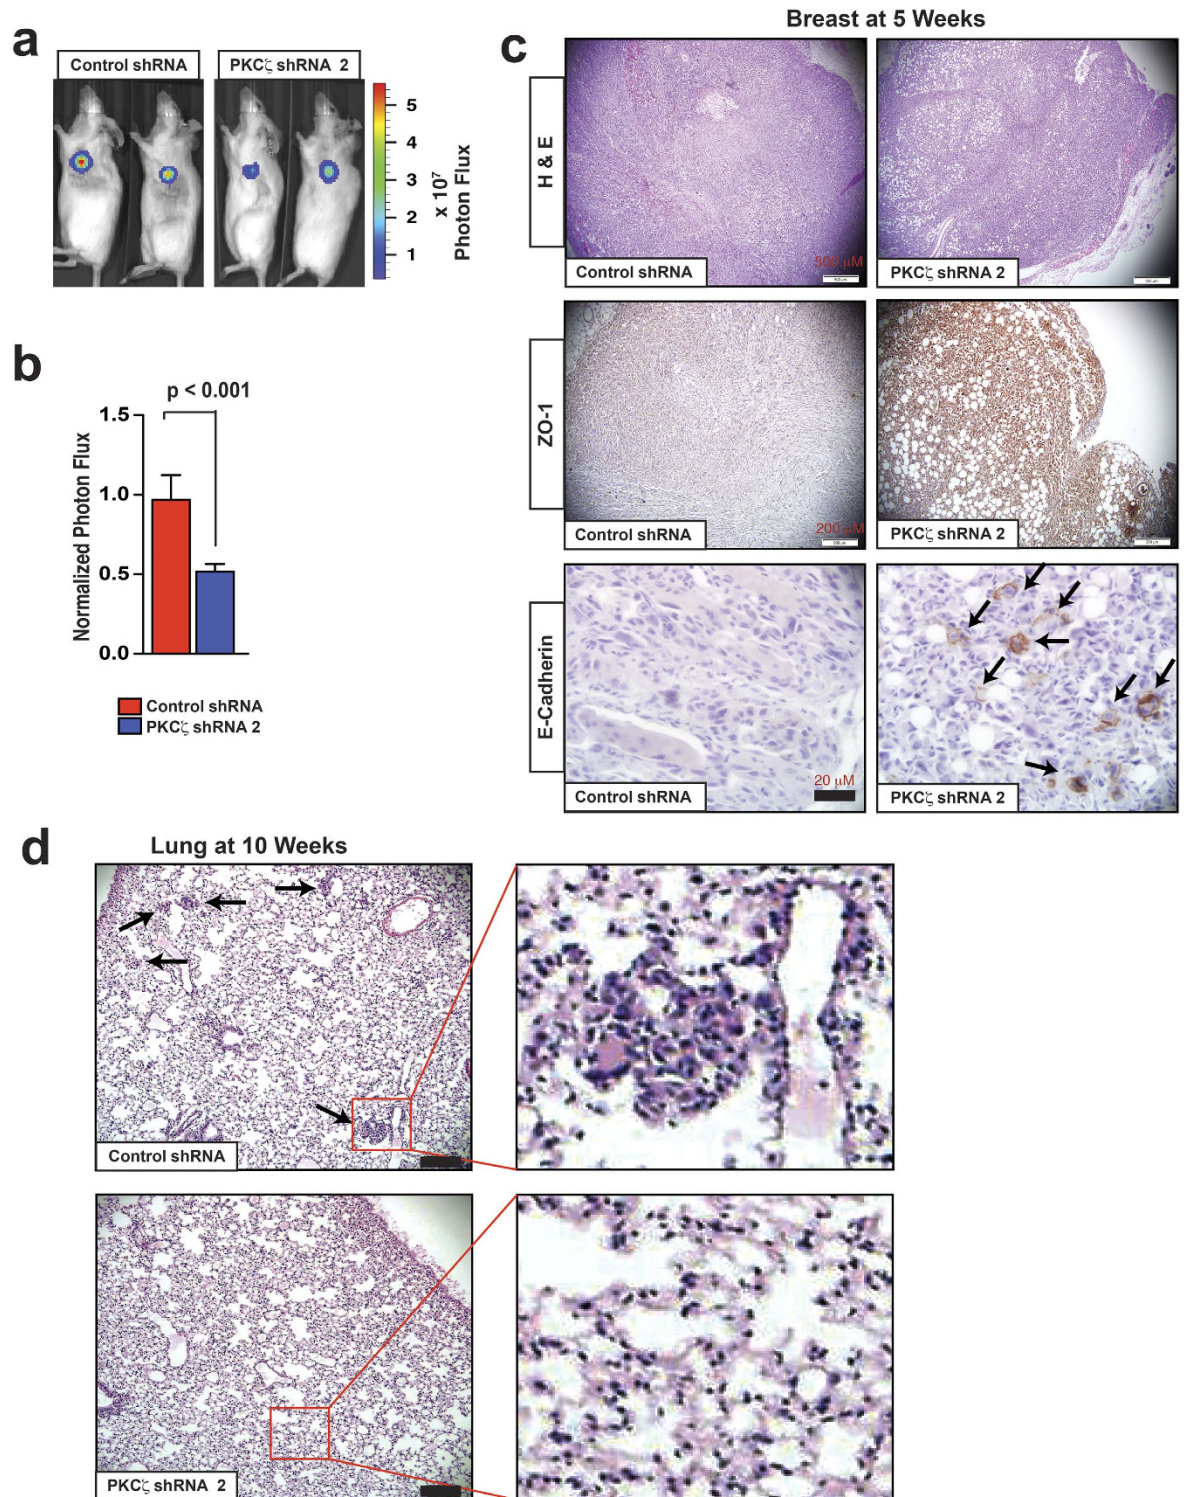 a
Control shRNA
PKCζ shRNA 2
5
4
3
2
1
x 10⁷
Photon Flux
b
p < 0.001
Normalized Photon Flux
1.5
1.0
0.5
0.0
Control shRNA
PKCζ shRNA 2
Breast at 5 Weeks
c
H & E
Control shRNA
500 µM
PKCζ shRNA 2
ZO-1
Control shRNA
200 µM
PKCζ shRNA 2
E-Cadherin
Control shRNA
20 µM
PKCζ shRNA 2
d
Lung at 10 Weeks
Control shRNA
PKCζ shRNA 2